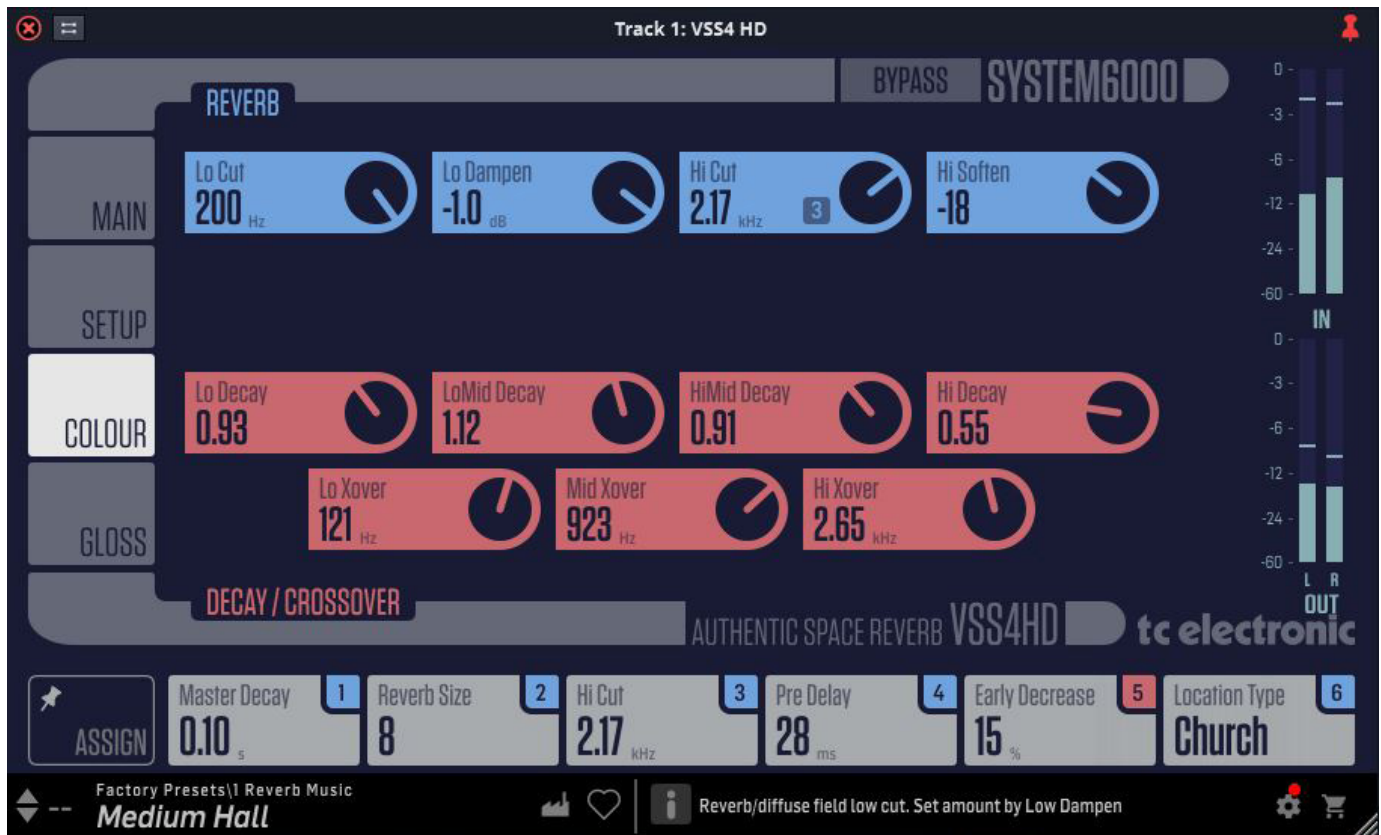 Track 1: VSS4 HD
BYPASS
SYSTEM6000
REVERB
MAIN
SETUP
COLOUR
GLOSS
Lo Cut
200 Hz
Lo Dampen
-1.0 dB
Hi Cut
2.17 kHz
3
Hi Soften
-18
Lo Decay
0.93
LoMid Decay
1.12
HiMid Decay
0.91
Hi Decay
0.55
Lo Xover
121 Hz
Mid Xover
923 Hz
Hi Xover
2.65 kHz
DECAY / CROSSOVER
AUTHENTIC SPACE REVERB VSS4HD
0 -
-3 -
-6 -
-12 -
-24 -
-60 -
IN
0 -
-3 -
-6 -
-12 -
-24 -
-60 -
L R
OUT
tc electronic
ASSIGN
Master Decay 1
0.10 s
Reverb Size 2
8
Hi Cut 3
2.17 kHz
Pre Delay 4
28 ms
Early Decrease 5
15 %
Location Type 6
Church
--
Factory Presets\1 Reverb Music
Medium Hall
i
Reverb/diffuse field low cut. Set amount by Low Dampen